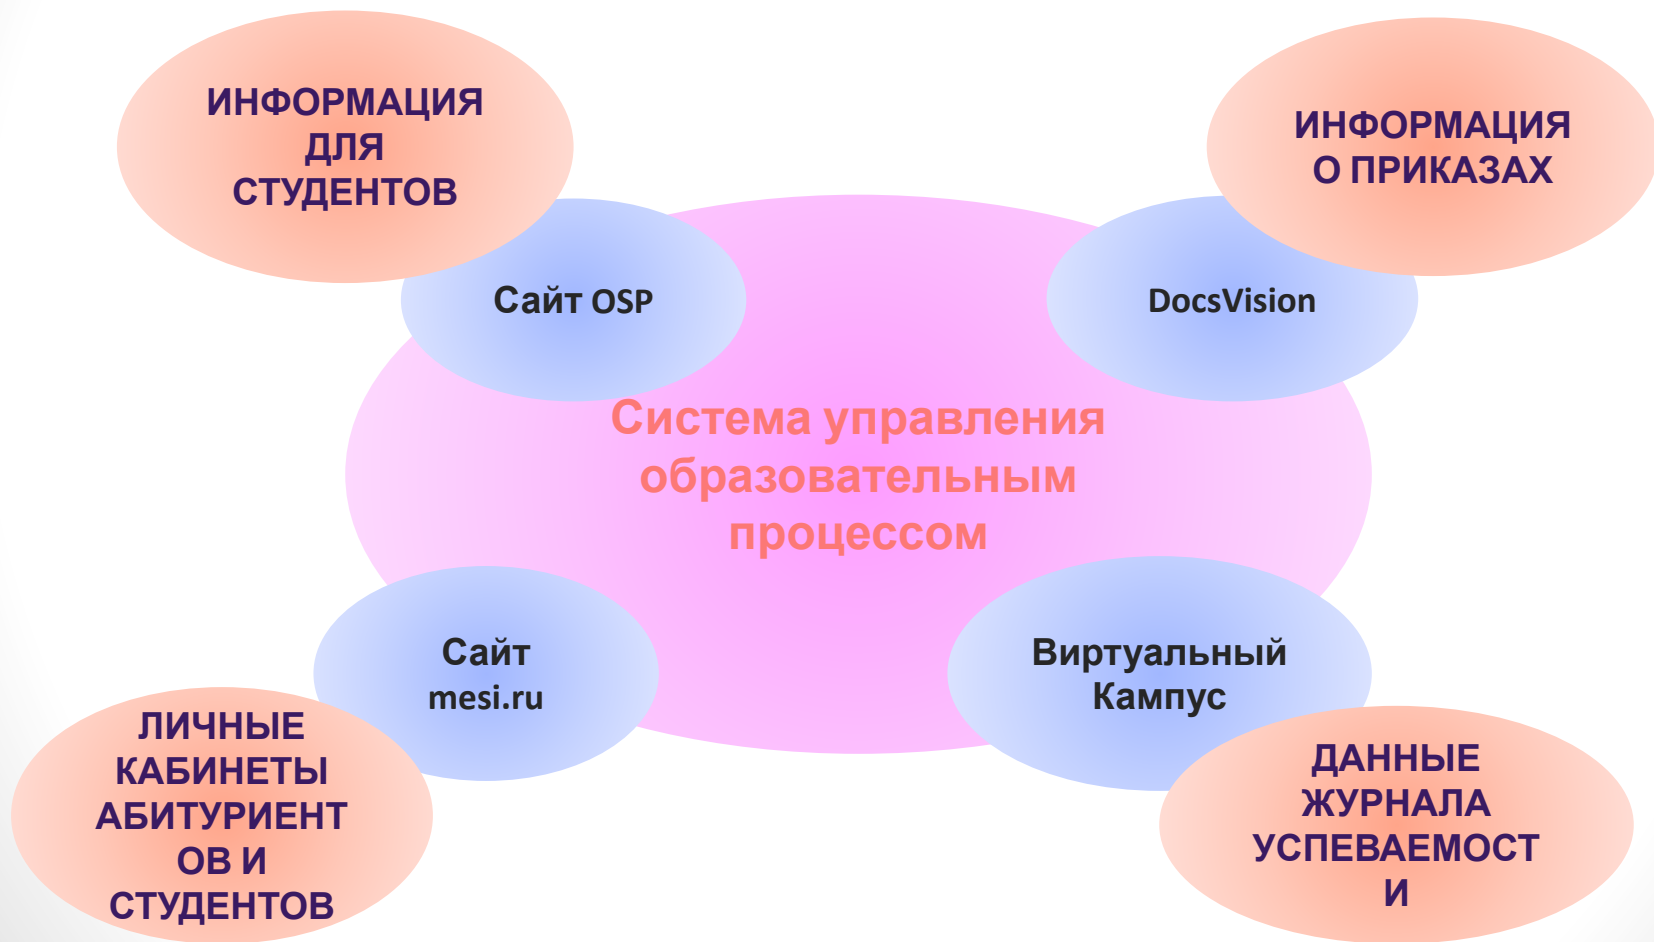 ИНФОРМАЦИЯ
ДЛЯ
СТУДЕНТОВ
ИНФОРМАЦИЯ
О ПРИКАЗАХ
Сайт OSP
DocsVision
Система управления
образовательным
процессом
Сайт
mesi.ru
Виртуальный
Кампус
ЛИЧНЫЕ
КАБИНЕТЫ
АБИТУРИЕНТ
ОВ И
СТУДЕНТОВ
ДАННЫЕ
ЖУРНАЛА
УСПЕВАЕМОСТ
И